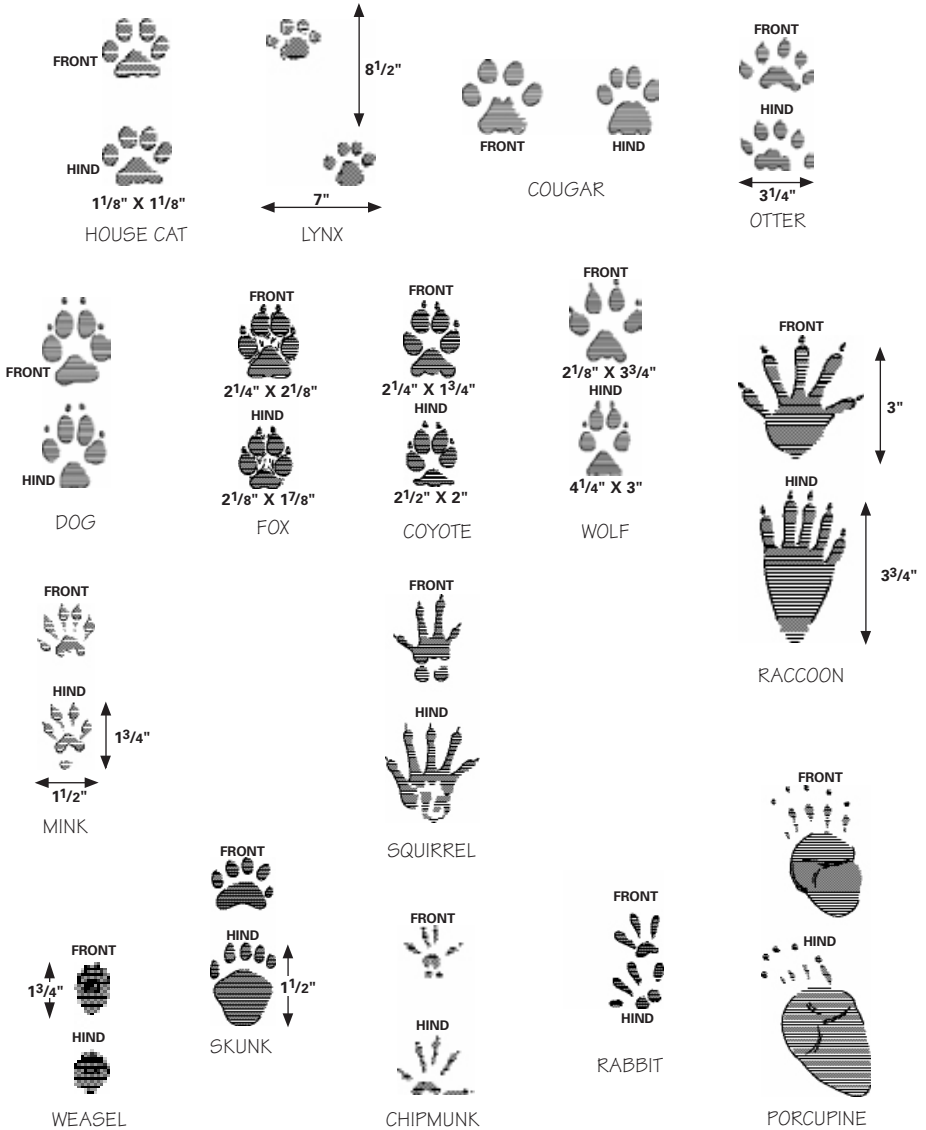 FRONT
HIND
1 1/8" X 1 1/8"
HOUSE CAT
8 1/2"
7"
LYNX
FRONT
HIND
COUGAR
FRONT
HIND
3 1/4"
OTTER
FRONT
HIND
DOG
FRONT
2 1/4" X 2 1/8"
HIND
2 1/8" X 1 7/8"
FOX
FRONT
2 1/4" X 1 3/4"
HIND
2 1/2" X 2"
COYOTE
FRONT
2 1/8" X 3 3/4"
HIND
4 1/4" X 3"
WOLF
FRONT
3"
HIND
3 3/4"
RACCOON
FRONT
HIND
1 3/4"
1 1/2"
MINK
FRONT
HIND
SQUIRREL
FRONT
HIND
PORCUPINE
FRONT
1 3/4"
HIND
WEASEL
FRONT
HIND
1 1/2"
SKUNK
FRONT
HIND
CHIPMUNK
FRONT
HIND
RABBIT